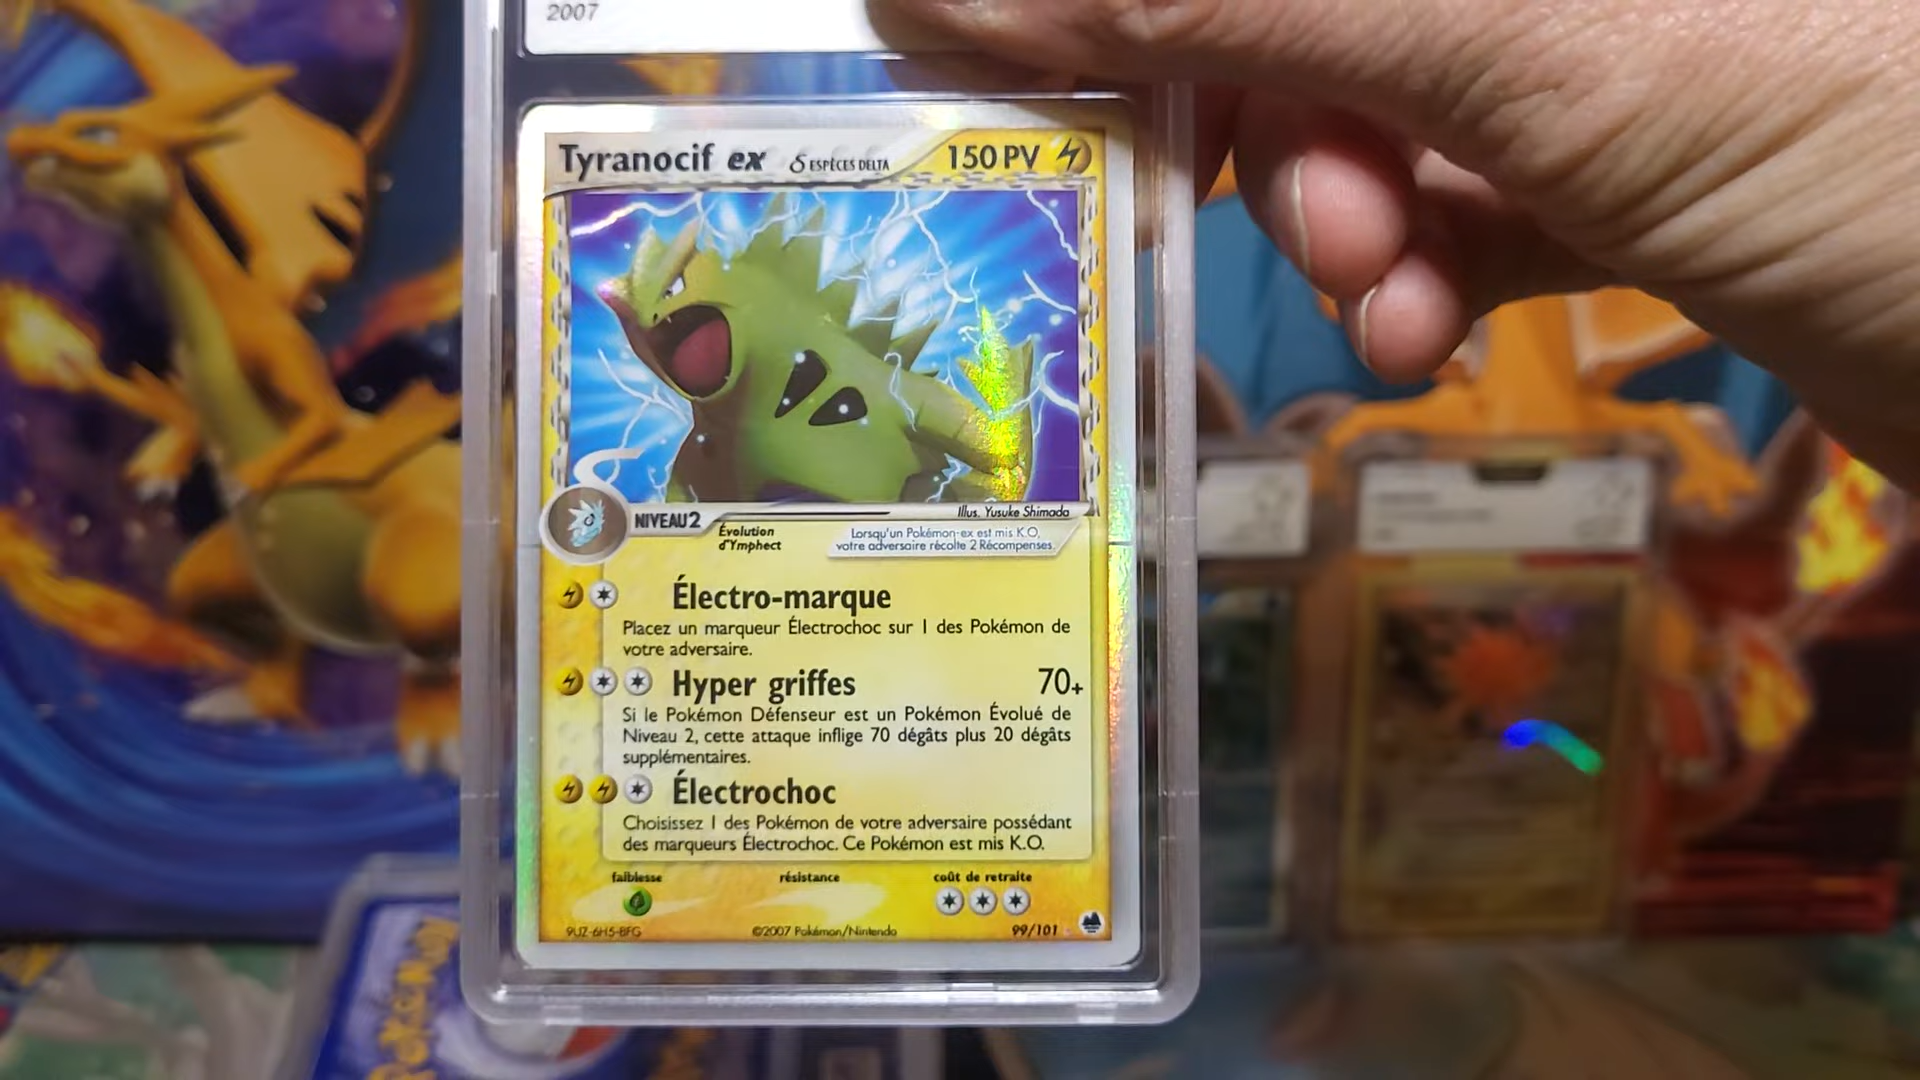 2007
Tyranocif ex δ ESPÈCES DELTA 150 PV
Illus. Yusuke Shimada
NIVEAU 2
Évolution
d'Ymphect
Lorsqu'un Pokémon-ex est mis K.O,
votre adversaire récolte 2 Récompenses.
Électro-marque
Placez un marqueur Électrochoc sur 1 des Pokémon de
votre adversaire.
Hyper griffes 70+
Si le Pokémon Défenseur est un Pokémon Évolué de
Niveau 2, cette attaque inflige 70 dégâts plus 20 dégâts
supplémentaires.
Électrochoc
Choisissez 1 des Pokémon de votre adversaire possédant
des marqueurs Électrochoc. Ce Pokémon est mis K.O.
faiblesse résistance coût de retraite
9UZ-6H5-8FG ©2007 Pokémon/Nintendo 99/101
POKéMON